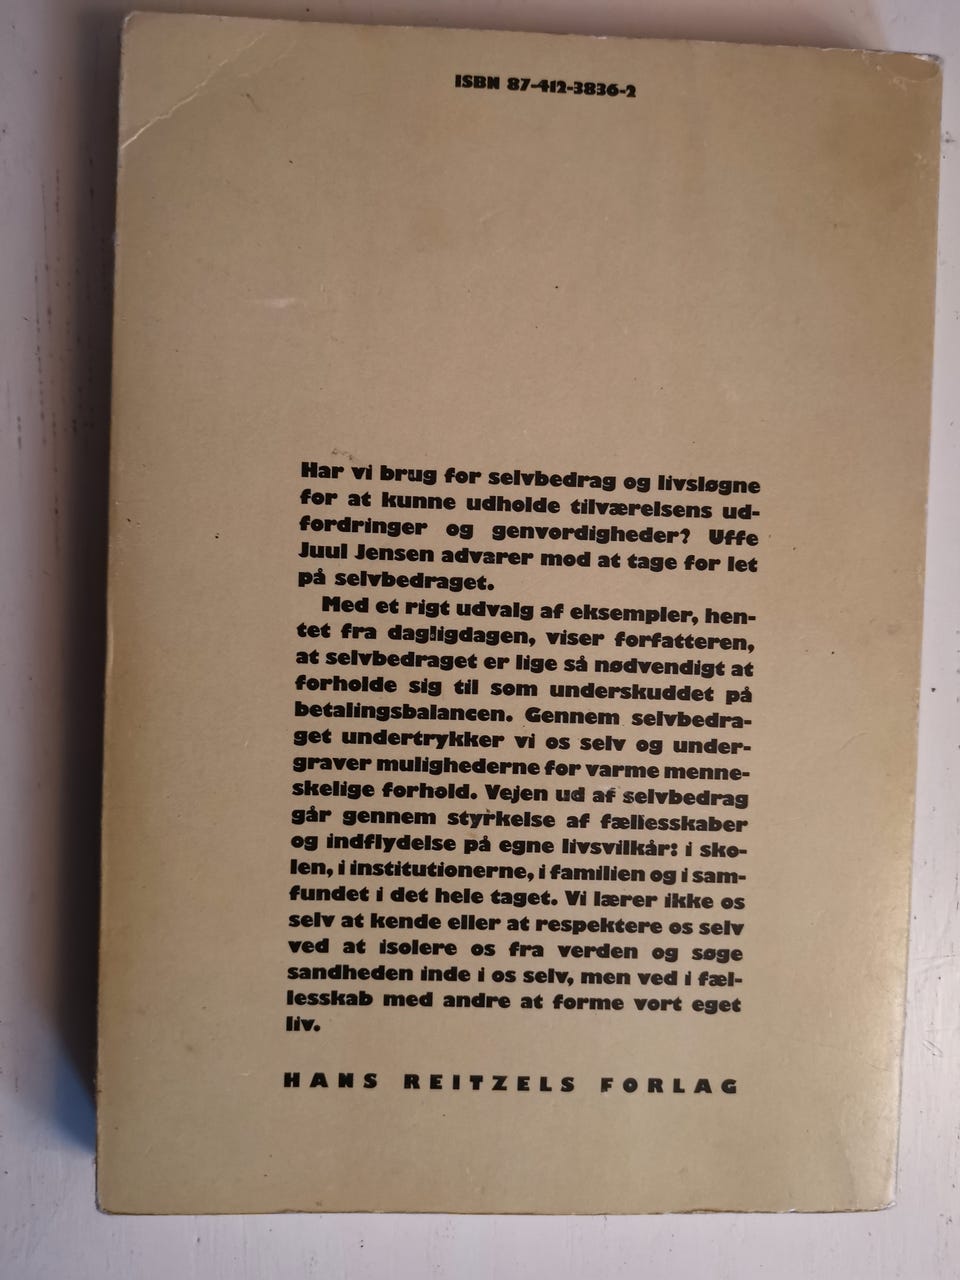 ISBN 87-412-3836-2
Har vi brug for selvbedrag og livsløgne
for at kunne udholde tilværelsens ud-
fordringer og genvordigheder? Uffe
Juul Jensen advarer mod at tage for let
på selvbedraget.
Med et rigt udvalg af eksempler, hen-
tet fra dagligdagen, viser forfatteren,
at selvbedraget er lige så nødvendigt at
forholde sig til som underskuddet på
betalingsbalancen. Gennem selvbedra-
get undertrykker vi os selv og under-
graver mulighederne for varme menne-
skelige forhold. Vejen ud af selvbedrag
går gennem styrkelse af fællesskaber
og indflydelse på egne livsvilkår: i sko-
len, i institutionerne, i familien og i sam-
fundet i det hele taget. Vi lærer ikke os
selv at kende eller at respektere os selv
ved at isolere os fra verden og søge
sandheden inde i os selv, men ved i fæl-
lesskab med andre at forme vort eget
liv.
HANS REITZELS FORLAG